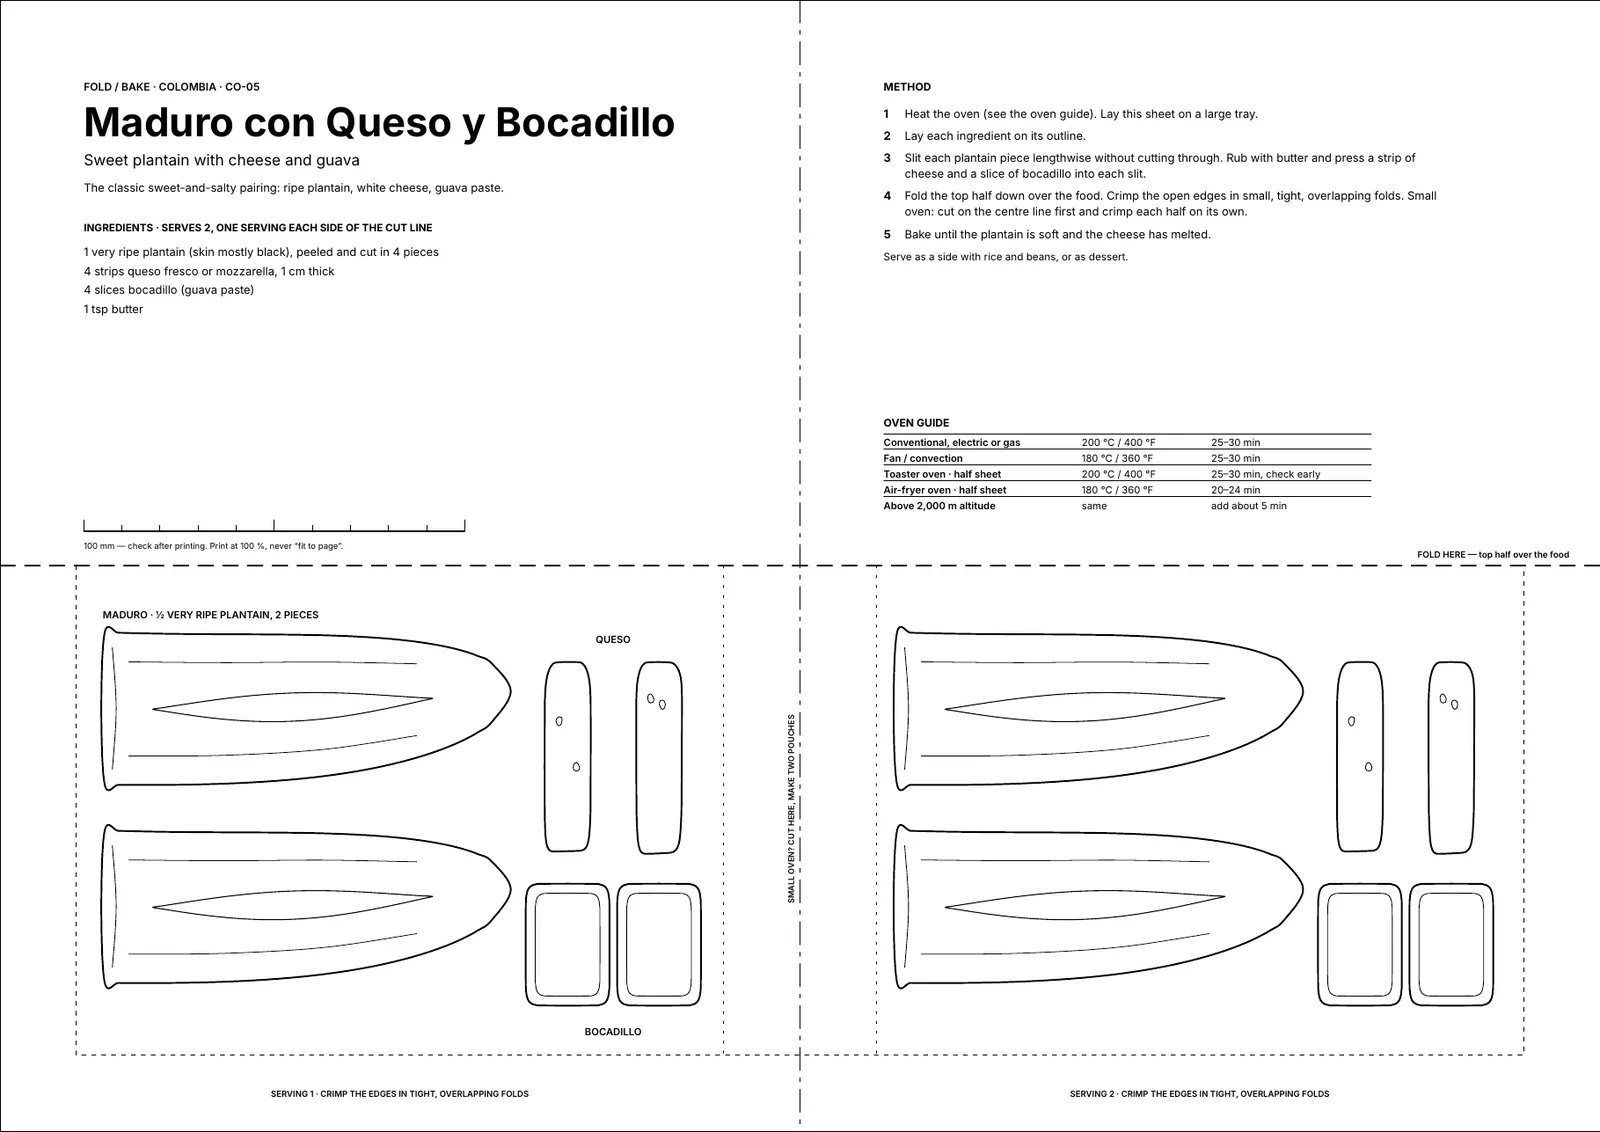 FOLD / BAKE · COLOMBIA · CO-05
Maduro con Queso y Bocadillo
Sweet plantain with cheese and guava
The classic sweet-and-salty pairing: ripe plantain, white cheese, guava paste.
INGREDIENTS · SERVES 2, ONE SERVING EACH SIDE OF THE CUT LINE
1 very ripe plantain (skin mostly black), peeled and cut in 4 pieces
4 strips queso fresco or mozzarella, 1 cm thick
4 slices bocadillo (guava paste)
1 tsp butter
100 mm — check after printing. Print at 100 %, never "fit to page".
METHOD
1 Heat the oven (see the oven guide). Lay this sheet on a large tray.
2 Lay each ingredient on its outline.
3 Slit each plantain piece lengthwise without cutting through. Rub with butter and press a strip of
cheese and a slice of bocadillo into each slit.
4 Fold the top half down over the food. Crimp the open edges in small, tight, overlapping folds. Small
oven: cut on the centre line first and crimp each half on its own.
5 Bake until the plantain is soft and the cheese has melted.
Serve as a side with rice and beans, or as dessert.
OVEN GUIDE
Conventional, electric or gas 200 °C / 400 °F 25–30 min
Fan / convection 180 °C / 360 °F 25–30 min
Toaster oven · half sheet 200 °C / 400 °F 25–30 min, check early
Air-fryer oven · half sheet 180 °C / 360 °F 20–24 min
Above 2,000 m altitude same add about 5 min
FOLD HERE — top half over the food
MADURO · ½ VERY RIPE PLANTAIN, 2 PIECES
QUESO
BOCADILLO
SMALL OVEN? CUT HERE, MAKE TWO POUCHES
SERVING 1 · CRIMP THE EDGES IN TIGHT, OVERLAPPING FOLDS
SERVING 2 · CRIMP THE EDGES IN TIGHT, OVERLAPPING FOLDS